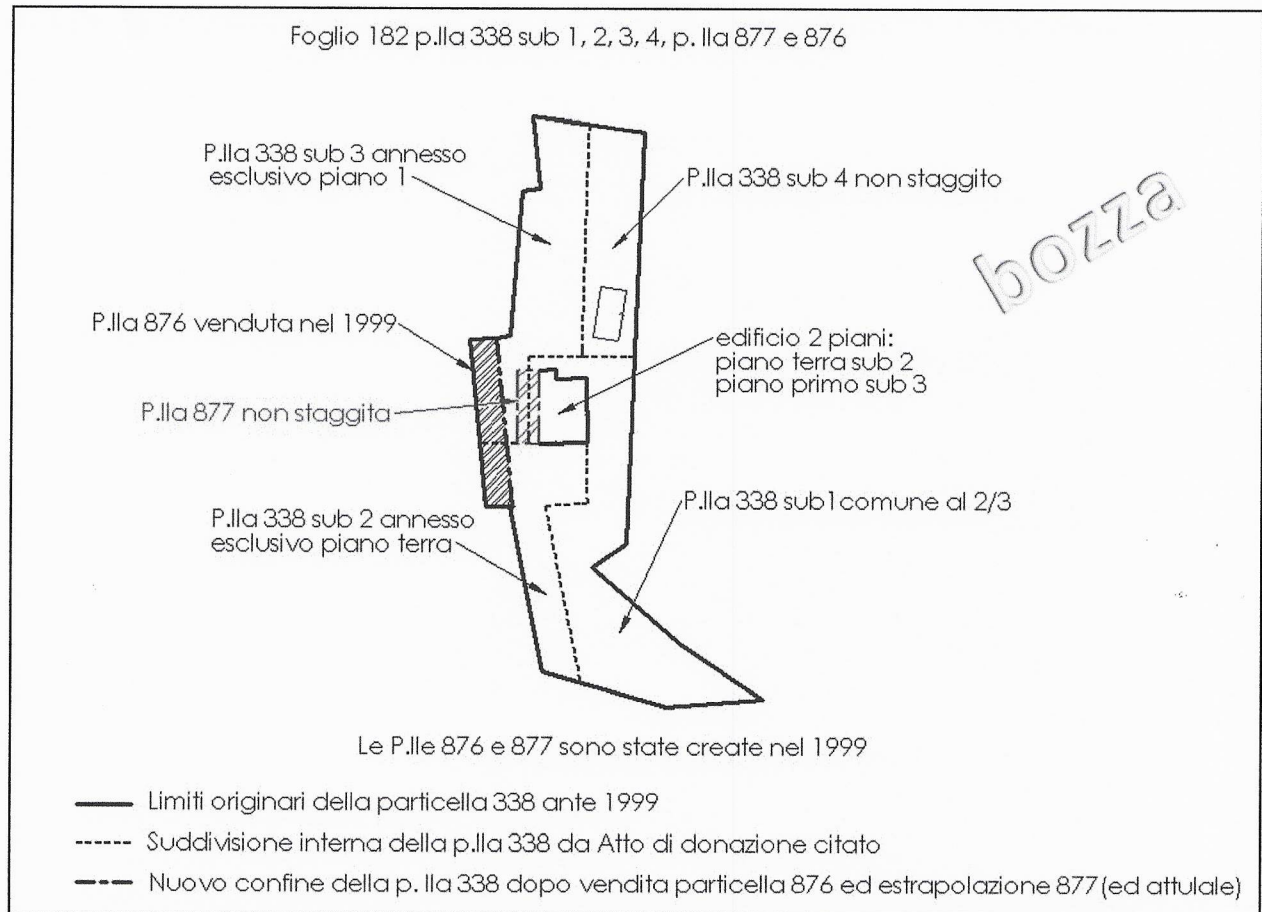 Foglio 182 p.lla 338 sub 1, 2, 3, 4, p. lla 877 e 876
P.lla 338 sub 3 annesso
esclusivo piano 1
P.lla 338 sub 4 non staggito
bozza
P.lla 876 venduta nel 1999
edificio 2 piani:
piano terra sub 2
piano primo sub 3
P.lla 877 non staggita
P.lla 338 sub1comune al 2/3
P.lla 338 sub 2 annesso
esclusivo piano terra
Le P.lle 876 e 877 sono state create nel 1999
Limiti originari della particella 338 ante 1999
Suddivisione interna della p.lla 338 da Atto di donazione citato
Nuovo confine della p. lla 338 dopo vendita particella 876 ed estrapolazione 877(ed attulale)